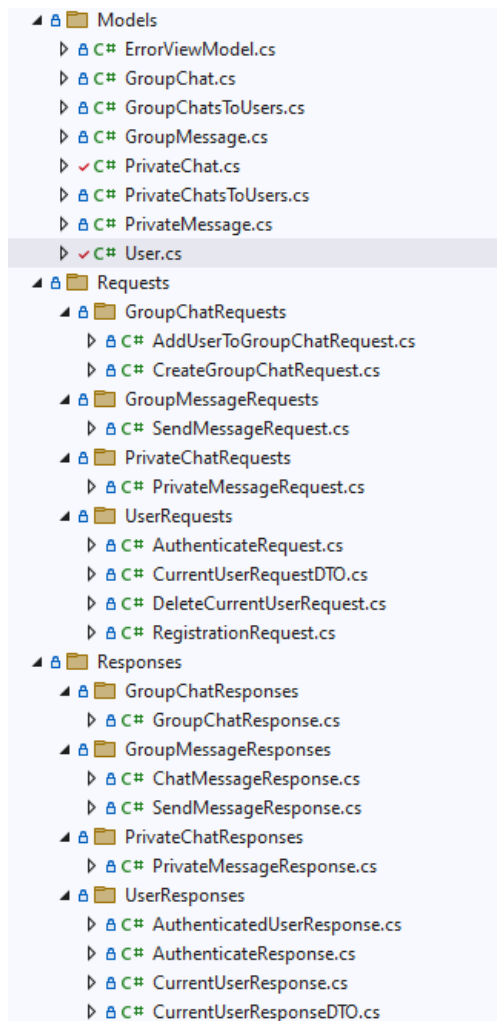 Models
C# ErrorViewModel.cs
C# GroupChat.cs
C# GroupChatsToUsers.cs
C# GroupMessage.cs
C# PrivateChat.cs
C# PrivateChatsToUsers.cs
C# PrivateMessage.cs
C# User.cs
Requests
GroupChatRequests
C# AddUserToGroupChatRequest.cs
C# CreateGroupChatRequest.cs
GroupMessageRequests
C# SendMessageRequest.cs
PrivateChatRequests
C# PrivateMessageRequest.cs
UserRequests
C# AuthenticateRequest.cs
C# CurrentUserRequestDTO.cs
C# DeleteCurrentUserRequest.cs
C# RegistrationRequest.cs
Responses
GroupChatResponses
C# GroupChatResponse.cs
GroupMessageResponses
C# ChatMessageResponse.cs
C# SendMessageResponse.cs
PrivateChatResponses
C# PrivateMessageResponse.cs
UserResponses
C# AuthenticatedUserResponse.cs
C# AuthenticateResponse.cs
C# CurrentUserResponse.cs
C# CurrentUserResponseDTO.cs